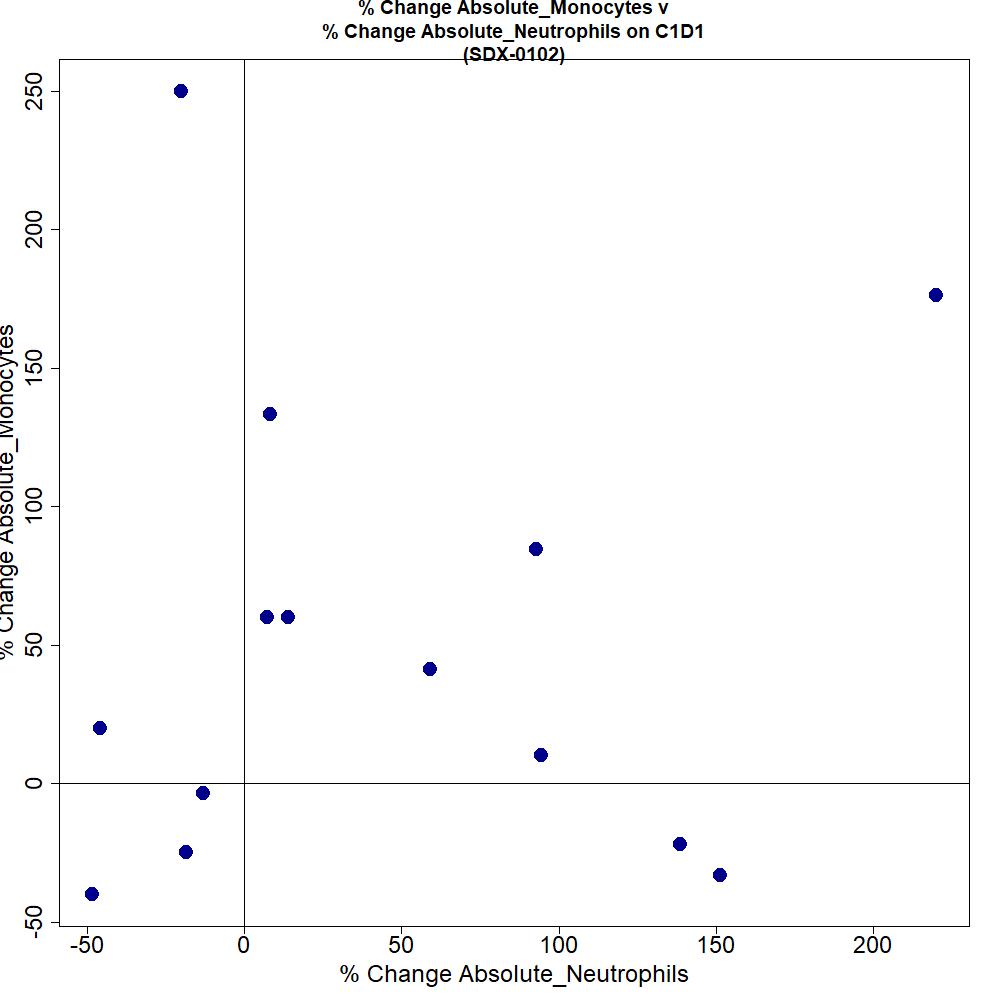 % Change Absolute_Monocytes v
% Change Absolute_Neutrophils on C1D1
(SDX-0102)
% Change Absolute_Monocytes
250
200
150
100
50
0
-50
-50 0 50 100 150 200
% Change Absolute_Neutrophils